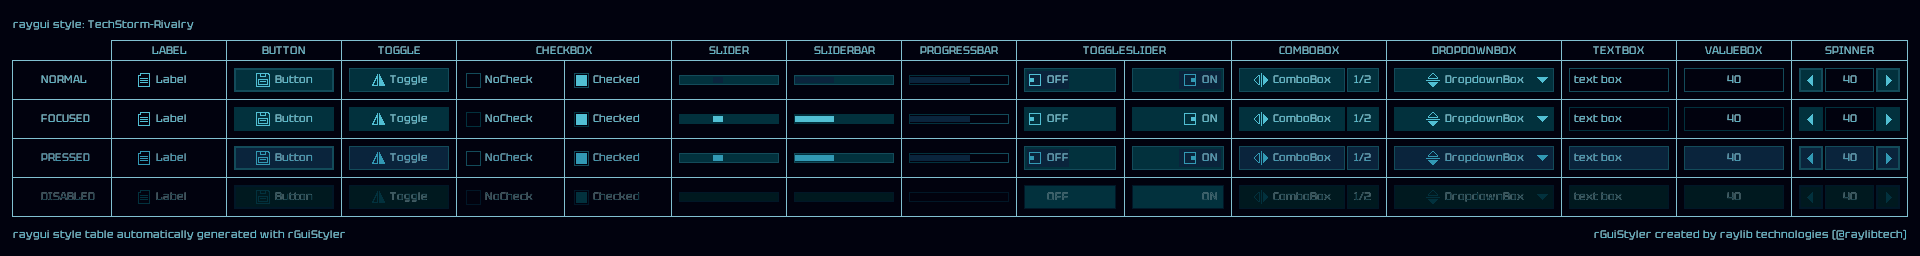 raygui style: TechStorm-Rivalry
LABEL BUTTON TOGGLE CHECKBOX SLIDER SLIDERBAR PROGRESSBAR TOGGLESLIDER COMBOBOX DROPDOWNBOX TEXTBOX VALUEBOX SPINNER
NORMAL Label Button Toggle NoCheck Checked OFF ON ComboBox 1/2 DropdownBox text box 40 40
FOCUSED Label Button Toggle NoCheck Checked OFF ON ComboBox 1/2 DropdownBox text box 40 40
PRESSED Label Button Toggle NoCheck Checked OFF ON ComboBox 1/2 DropdownBox text box 40 40
DISABLED Label Button Toggle NoCheck Checked OFF ON ComboBox 1/2 DropdownBox text box 40 40
raygui style table automatically generated with rGuiStyler
rGuiStyler created by raylib technologies (@raylibtech)